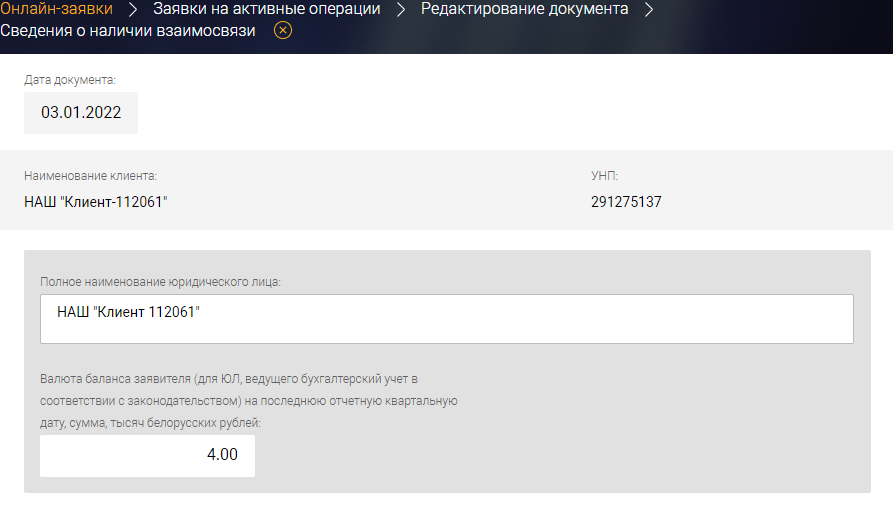 Онлайн-заявки > Заявки на активные операции > Редактирование документа >
Сведения о наличии взаимосвязи
Дата документа:
03.01.2022
Наименование клиента: УНП:
НАШ "Клиент-112061" 291275137
Полное наименование юридического лица:
НАШ "Клиент 112061"
Валюта баланса заявителя (для ЮЛ, ведущего бухгалтерский учет в
соответствии с законодательством) на последнюю отчетную квартальную
дату, сумма, тысяч белорусских рублей:
4.00